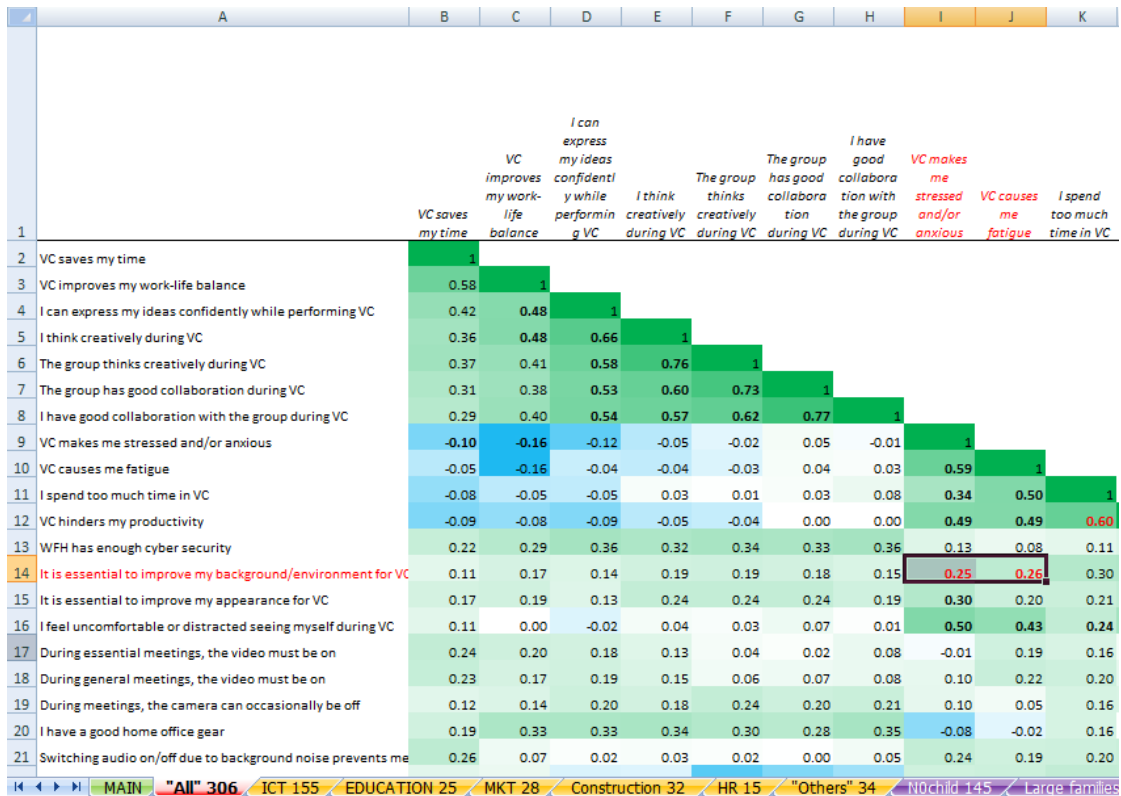 A B C D E F G H I J K
1 VC saves my time VC improves my work-life balance I can express my ideas confidentl y while performin g VC I think creatively during VC The group thinks creatively during VC The group has good collabora tion during VC I have good collabora tion with the group during VC VC makes me stressed and/or anxious VC causes me fatigue I spend too much time in VC
2 VC saves my time 1
3 VC improves my work-life balance 0.58 1
4 I can express my ideas confidently while performing VC 0.42 0.48 1
5 I think creatively during VC 0.36 0.48 0.66 1
6 The group thinks creatively during VC 0.37 0.41 0.58 0.76 1
7 The group has good collaboration during VC 0.31 0.38 0.53 0.60 0.73 1
8 I have good collaboration with the group during VC 0.29 0.40 0.54 0.57 0.62 0.77 1
9 VC makes me stressed and/or anxious -0.10 -0.16 -0.12 -0.05 -0.02 0.05 -0.01 1
10 VC causes me fatigue -0.05 -0.16 -0.04 -0.04 -0.03 0.04 0.03 0.59 1
11 I spend too much time in VC -0.08 -0.05 -0.05 0.03 0.01 0.03 0.08 0.34 0.50 1
12 VC hinders my productivity -0.09 -0.08 -0.09 -0.05 -0.04 0.00 0.00 0.49 0.49 0.60
13 WFH has enough cyber security 0.22 0.29 0.36 0.32 0.34 0.33 0.36 0.13 0.08 0.11
14 It is essential to improve my background/environment for VC 0.11 0.17 0.14 0.19 0.19 0.18 0.15 0.25 0.26 0.30
15 It is essential to improve my appearance for VC 0.17 0.19 0.13 0.24 0.24 0.24 0.19 0.30 0.20 0.21
16 I feel uncomfortable or distracted seeing myself during VC 0.11 0.00 -0.02 0.04 0.03 0.07 0.01 0.50 0.43 0.24
17 During essential meetings, the video must be on 0.24 0.20 0.18 0.13 0.04 0.02 0.08 -0.01 0.19 0.16
18 During general meetings, the video must be on 0.23 0.17 0.19 0.15 0.06 0.07 0.08 0.10 0.22 0.20
19 During meetings, the camera can occasionally be off 0.12 0.14 0.20 0.18 0.24 0.20 0.21 0.10 0.05 0.16
20 I have a good home office gear 0.19 0.33 0.33 0.34 0.30 0.28 0.35 -0.08 -0.02 0.16
21 Switching audio on/off due to background noise prevents me 0.26 0.07 0.02 0.03 0.02 0.00 0.05 0.24 0.19 0.20
MAIN "All" 306 ICT 155 EDUCATION 25 MKT 28 Construction 32 HR 15 "Others" 34 N0child 145 Large families